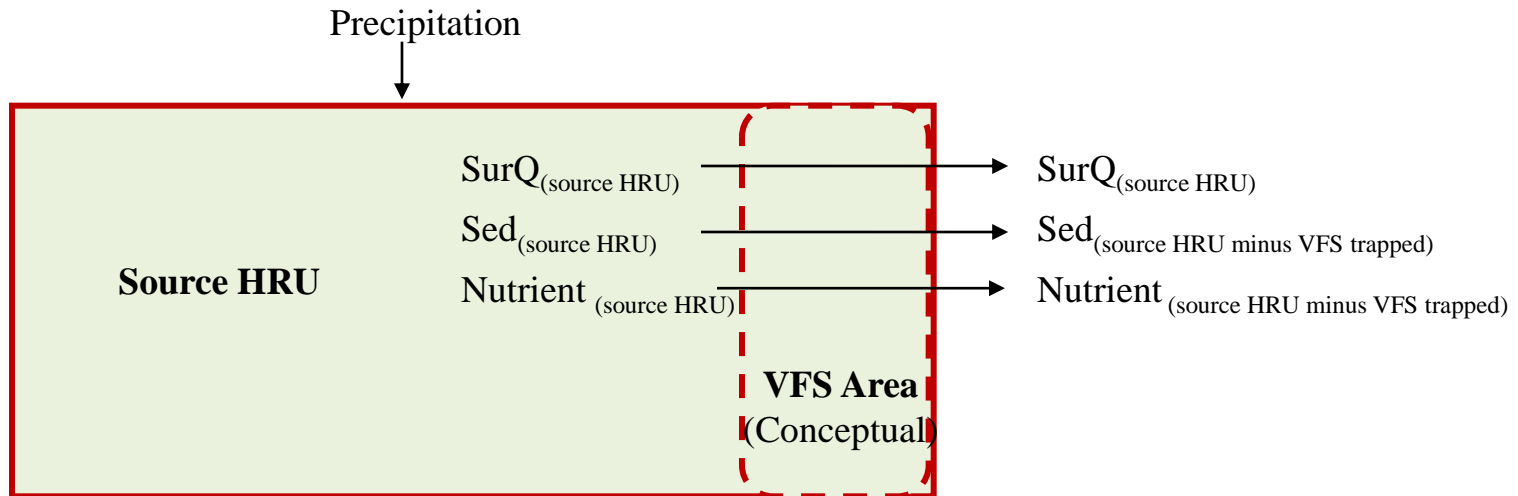 Precipitation
SurQ(source HRU)
SurQ(source HRU)
Sed(source HRU)
Sed(source HRU minus VFS trapped)
Source HRU
Nutrient (source HRU)
Nutrient (source HRU minus VFS trapped)
VFS Area
(Conceptual)